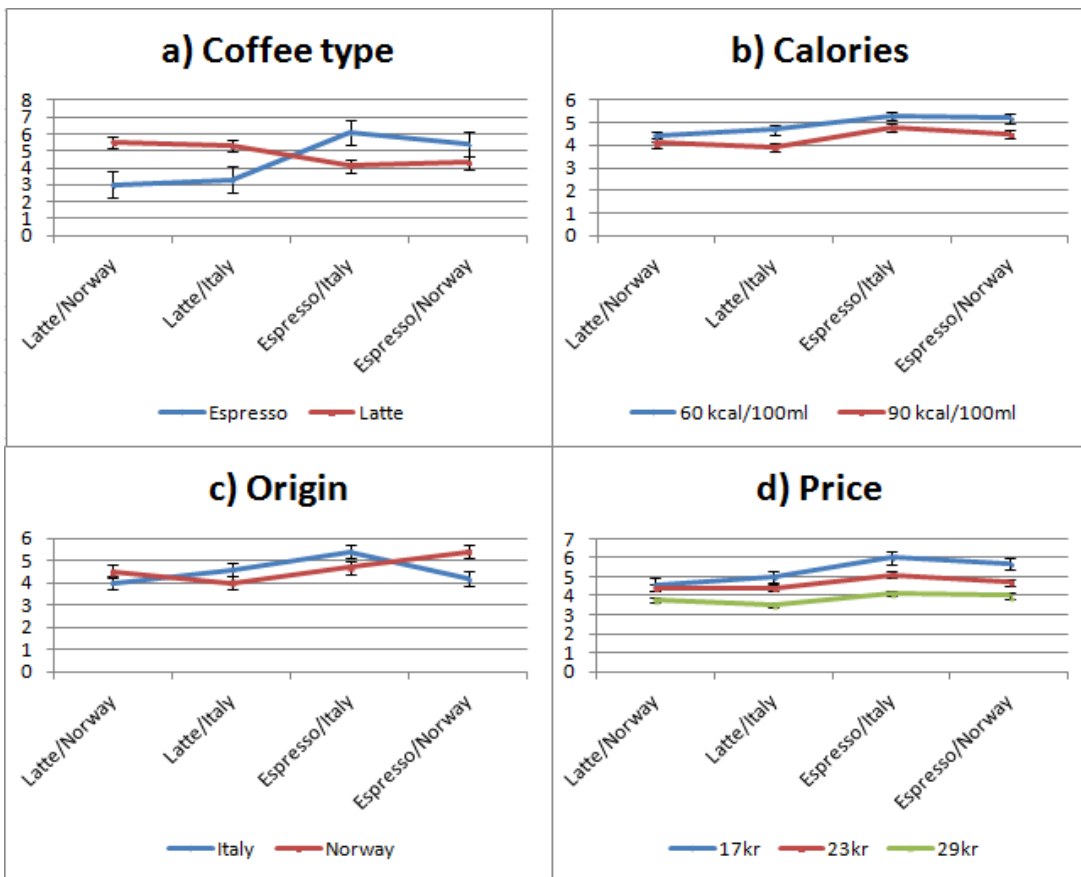 a) Coffee type
8
7
6
5
4
3
2
1
0
Latte/Norway
Latte/Italy
Espresso/Italy
Espresso/Norway
Espresso Latte
b) Calories
6
5
4
3
2
1
0
Latte/Norway
Latte/Italy
Espresso/Italy
Espresso/Norway
60 kcal/100ml 90 kcal/100ml
c) Origin
6
5
4
3
2
1
0
Latte/Norway
Latte/Italy
Espresso/Italy
Espresso/Norway
Italy Norway
d) Price
7
6
5
4
3
2
1
0
Latte/Norway
Latte/Italy
Espresso/Italy
Espresso/Norway
17kr 23kr 29kr